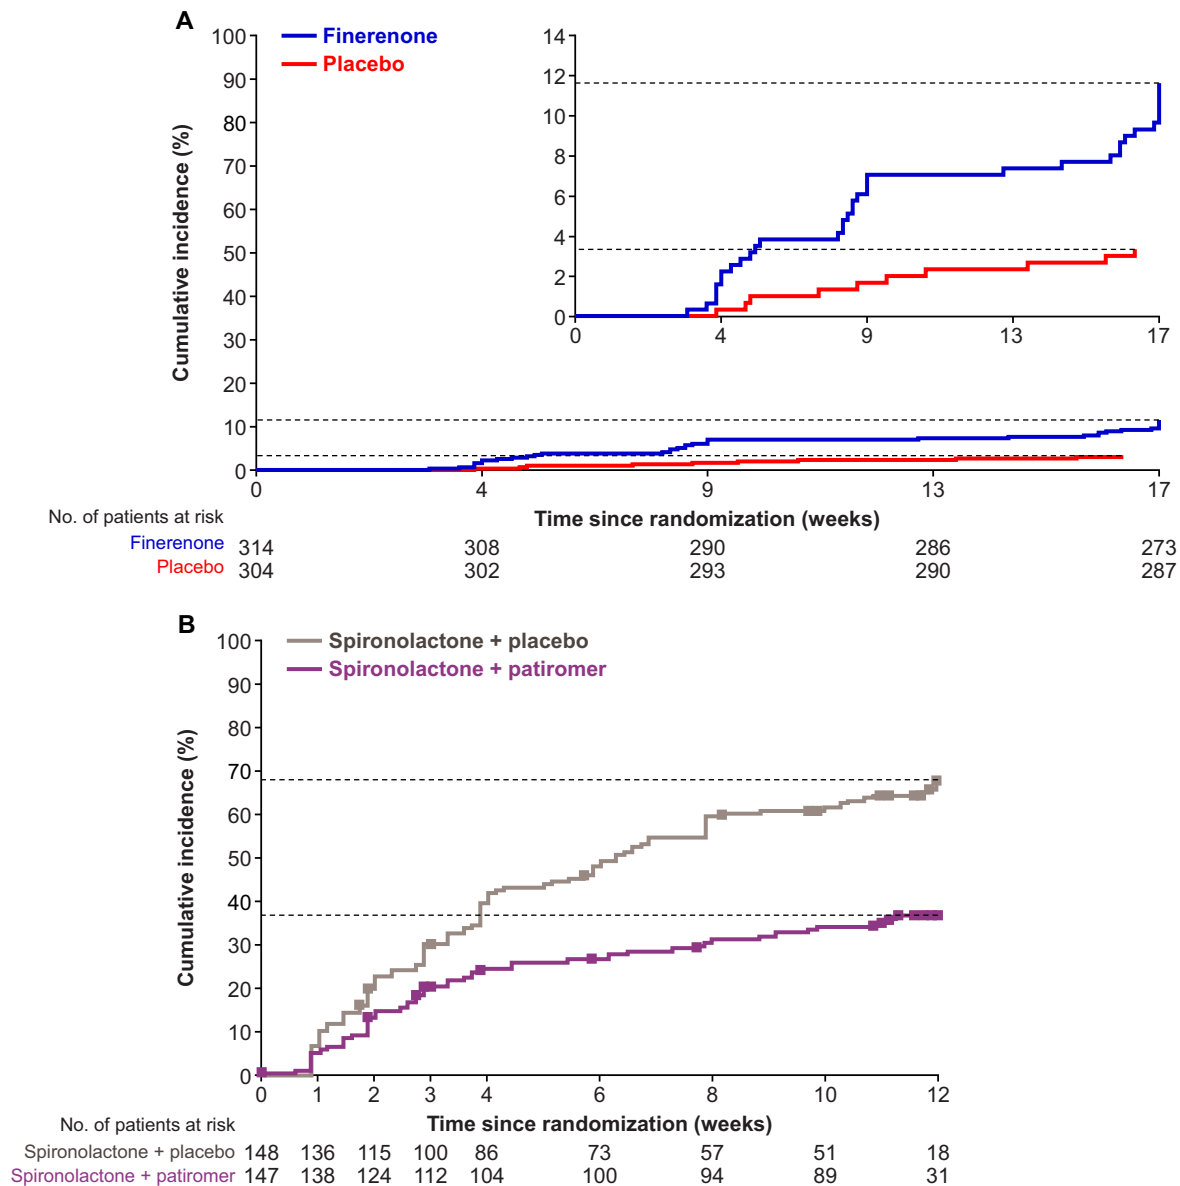 A
Finerenone
Placebo
Cumulative incidence (%)
100
90
80
70
60
50
40
30
20
10
0
0 4 9 13 17
14
12
10
8
6
4
2
0
0 4 9 13 17
Time since randomization (weeks)
No. of patients at risk
Finerenone 314 308 290 286 273
Placebo 304 302 293 290 287
B
Spironolactone + placebo
Spironolactone + patiromer
Cumulative incidence (%)
100
90
80
70
60
50
40
30
20
10
0
0 1 2 3 4 6 8 10 12
Time since randomization (weeks)
No. of patients at risk
Spironolactone + placebo 148 136 115 100 86 73 57 51 18
Spironolactone + patiromer 147 138 124 112 104 100 94 89 31